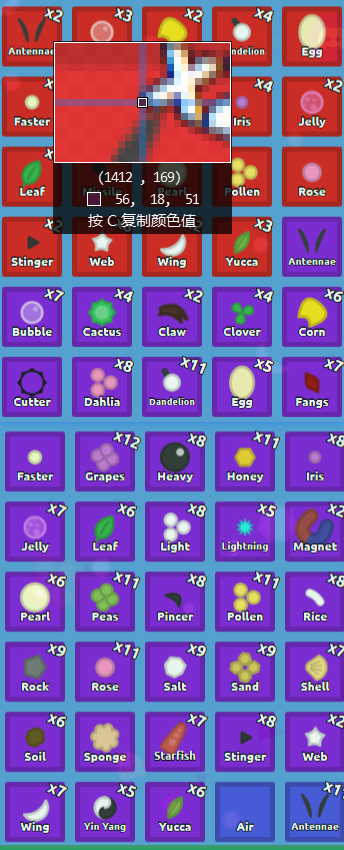 x3 x2 x4
Antennae ndelion Egg
x4 x2
Faster Iris Jelly
(1412 , 169)
56, 18, 51
按 C 复制颜色值
Leaf Missile Pearl Pollen Rose
Stinger Web Wing Yucca Antennae
x7 x4 x2 x4 x6
Bubble Cactus Claw Clover Corn
x8 x11 x5 x7
Cutter Dahlia Dandelion Egg Fangs
x12 x8 x11 x8
Faster Grapes Heavy Honey Iris
x7 x6 x8 x5 x2
Jelly Leaf Light Lightning Magnet
x6 x11 x8 x11 x8
Pearl Peas Pincer Pollen Rice
x9 x11 x9 x9 x7
Rock Rose Salt Sand Shell
x6 x7 x8 x2
Soil Sponge Starfish Stinger Web
x7 x5 x6
Wing Yin Yang Yucca Air Antennae